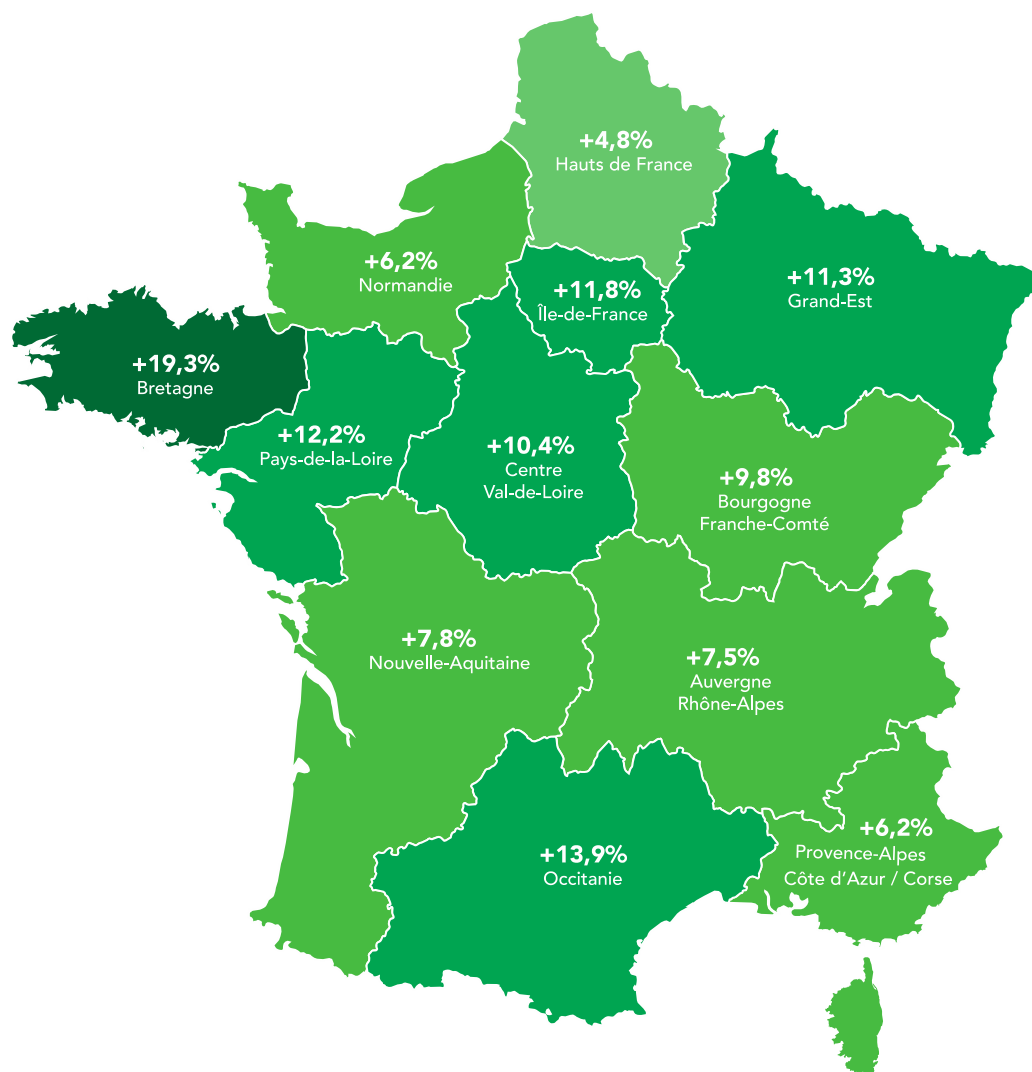 +4,8%
Hauts de France
+6,2%
Normandie
+11,8%
Île-de-France
+11,3%
Grand-Est
+19,3%
Bretagne
+12,2%
Pays-de-la-Loire
+10,4%
Centre
Val-de-Loire
+9,8%
Bourgogne
Franche-Comté
+7,8%
Nouvelle-Aquitaine
+7,5%
Auvergne
Rhône-Alpes
+13,9%
Occitanie
+6,2%
Provence-Alpes
Côte d'Azur / Corse